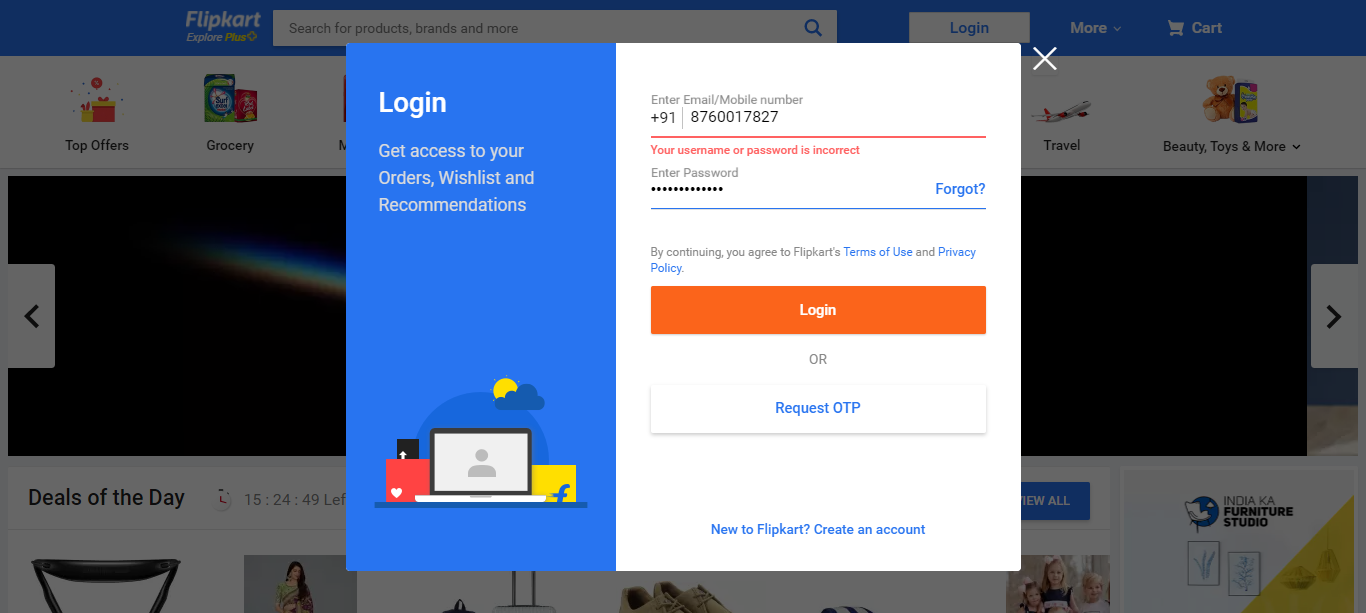 Flipkart
Explore Plus
Search for products, brands and more
Login
More
Cart
Top Offers
Grocery
M
Travel
Beauty, Toys & More
Login
Get access to your
Orders, Wishlist and
Recommendations
Enter Email/Mobile number
+91 8760017827
Your username or password is incorrect
Enter Password
•••••••••••••
Forgot?
By continuing, you agree to Flipkart's Terms of Use and Privacy
Policy.
Login
OR
Request OTP
New to Flipkart? Create an account
Deals of the Day
15 : 24 : 49 Lef
VIEW ALL
INDIA KA
FURNITURE
STUDIO